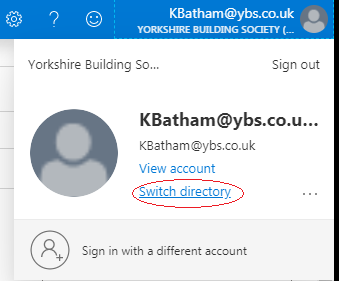 KBatham@ybs.co.uk
YORKSHIRE BUILDING SOCIETY (...
Yorkshire Building So... Sign out
KBatham@ybs.co.u...
KBatham@ybs.co.uk
View account
Switch directory
...
Sign in with a different account